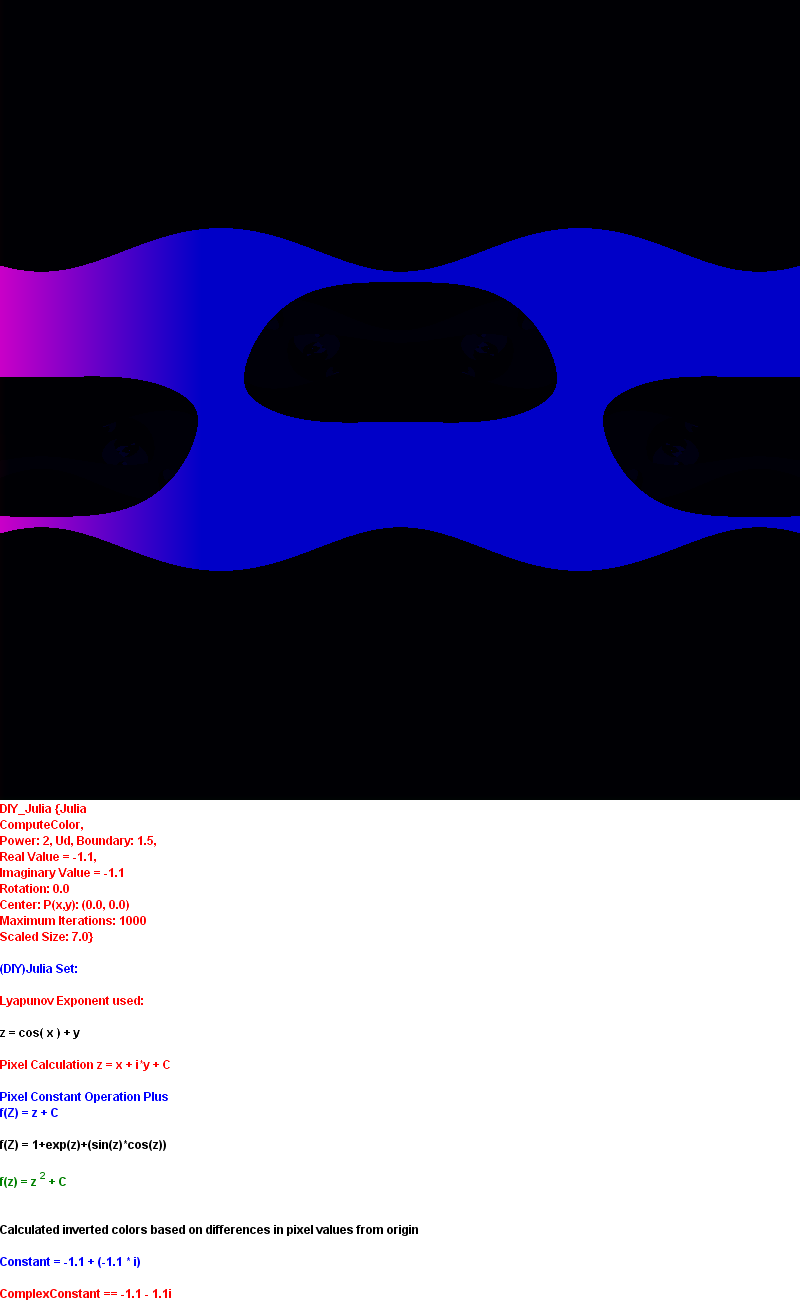 DIY_Julia {Julia
ComputeColor,
Power: 2, Ud, Boundary: 1.5,
Real Value = -1.1,
Imaginary Value = -1.1
Rotation: 0.0
Center: P(x,y): (0.0, 0.0)
Maximum Iterations: 1000
Scaled Size: 7.0}
(DIY)Julia Set:
Lyapunov Exponent used:
z = cos( x ) + y
Pixel Calculation z = x + i*y + C
Pixel Constant Operation Plus
f(Z) = z + C
f(Z) = 1+exp(z)+(sin(z)*cos(z))
f(z) = z 2 + C
Calculated inverted colors based on differences in pixel values from origin
Constant = -1.1 + (-1.1 * i)
ComplexConstant == -1.1 - 1.1i